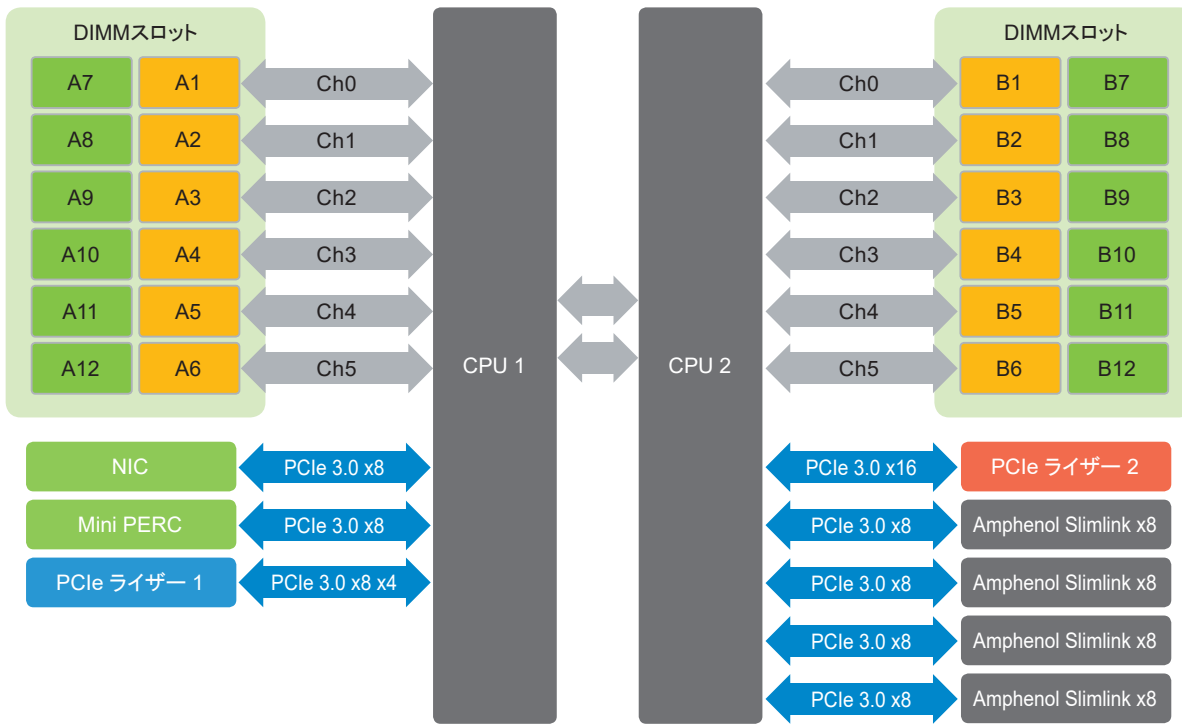 DIMMスロット
DIMMスロット
A7 A1 Ch0 Ch0 B1 B7
A8 A2 Ch1 Ch1 B2 B8
A9 A3 Ch2 Ch2 B3 B9
A10 A4 Ch3 Ch3 B4 B10
A11 A5 Ch4 Ch4 B5 B11
A12 A6 Ch5 CPU 1 CPU 2 Ch5 B6 B12
NIC PCIe 3.0 x8 PCIe 3.0 x16 PCIe ライザー 2
Mini PERC PCIe 3.0 x8 PCIe 3.0 x8 Amphenol Slimlink x8
PCIe ライザー 1 PCIe 3.0 x8 x4 PCIe 3.0 x8 Amphenol Slimlink x8
PCIe 3.0 x8 Amphenol Slimlink x8
PCIe 3.0 x8 Amphenol Slimlink x8